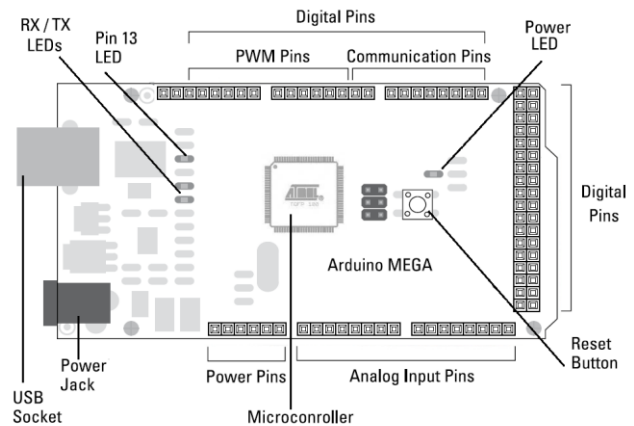 Digital Pins
RX / TX
LEDs
Pin 13
LED
PWM Pins
Communication Pins
Power
LED
ATMEL
Digital
Pins
Arduino MEGA
Power
Jack
Power Pins
Analog Input Pins
Reset
Button
USB
Socket
Microconroller